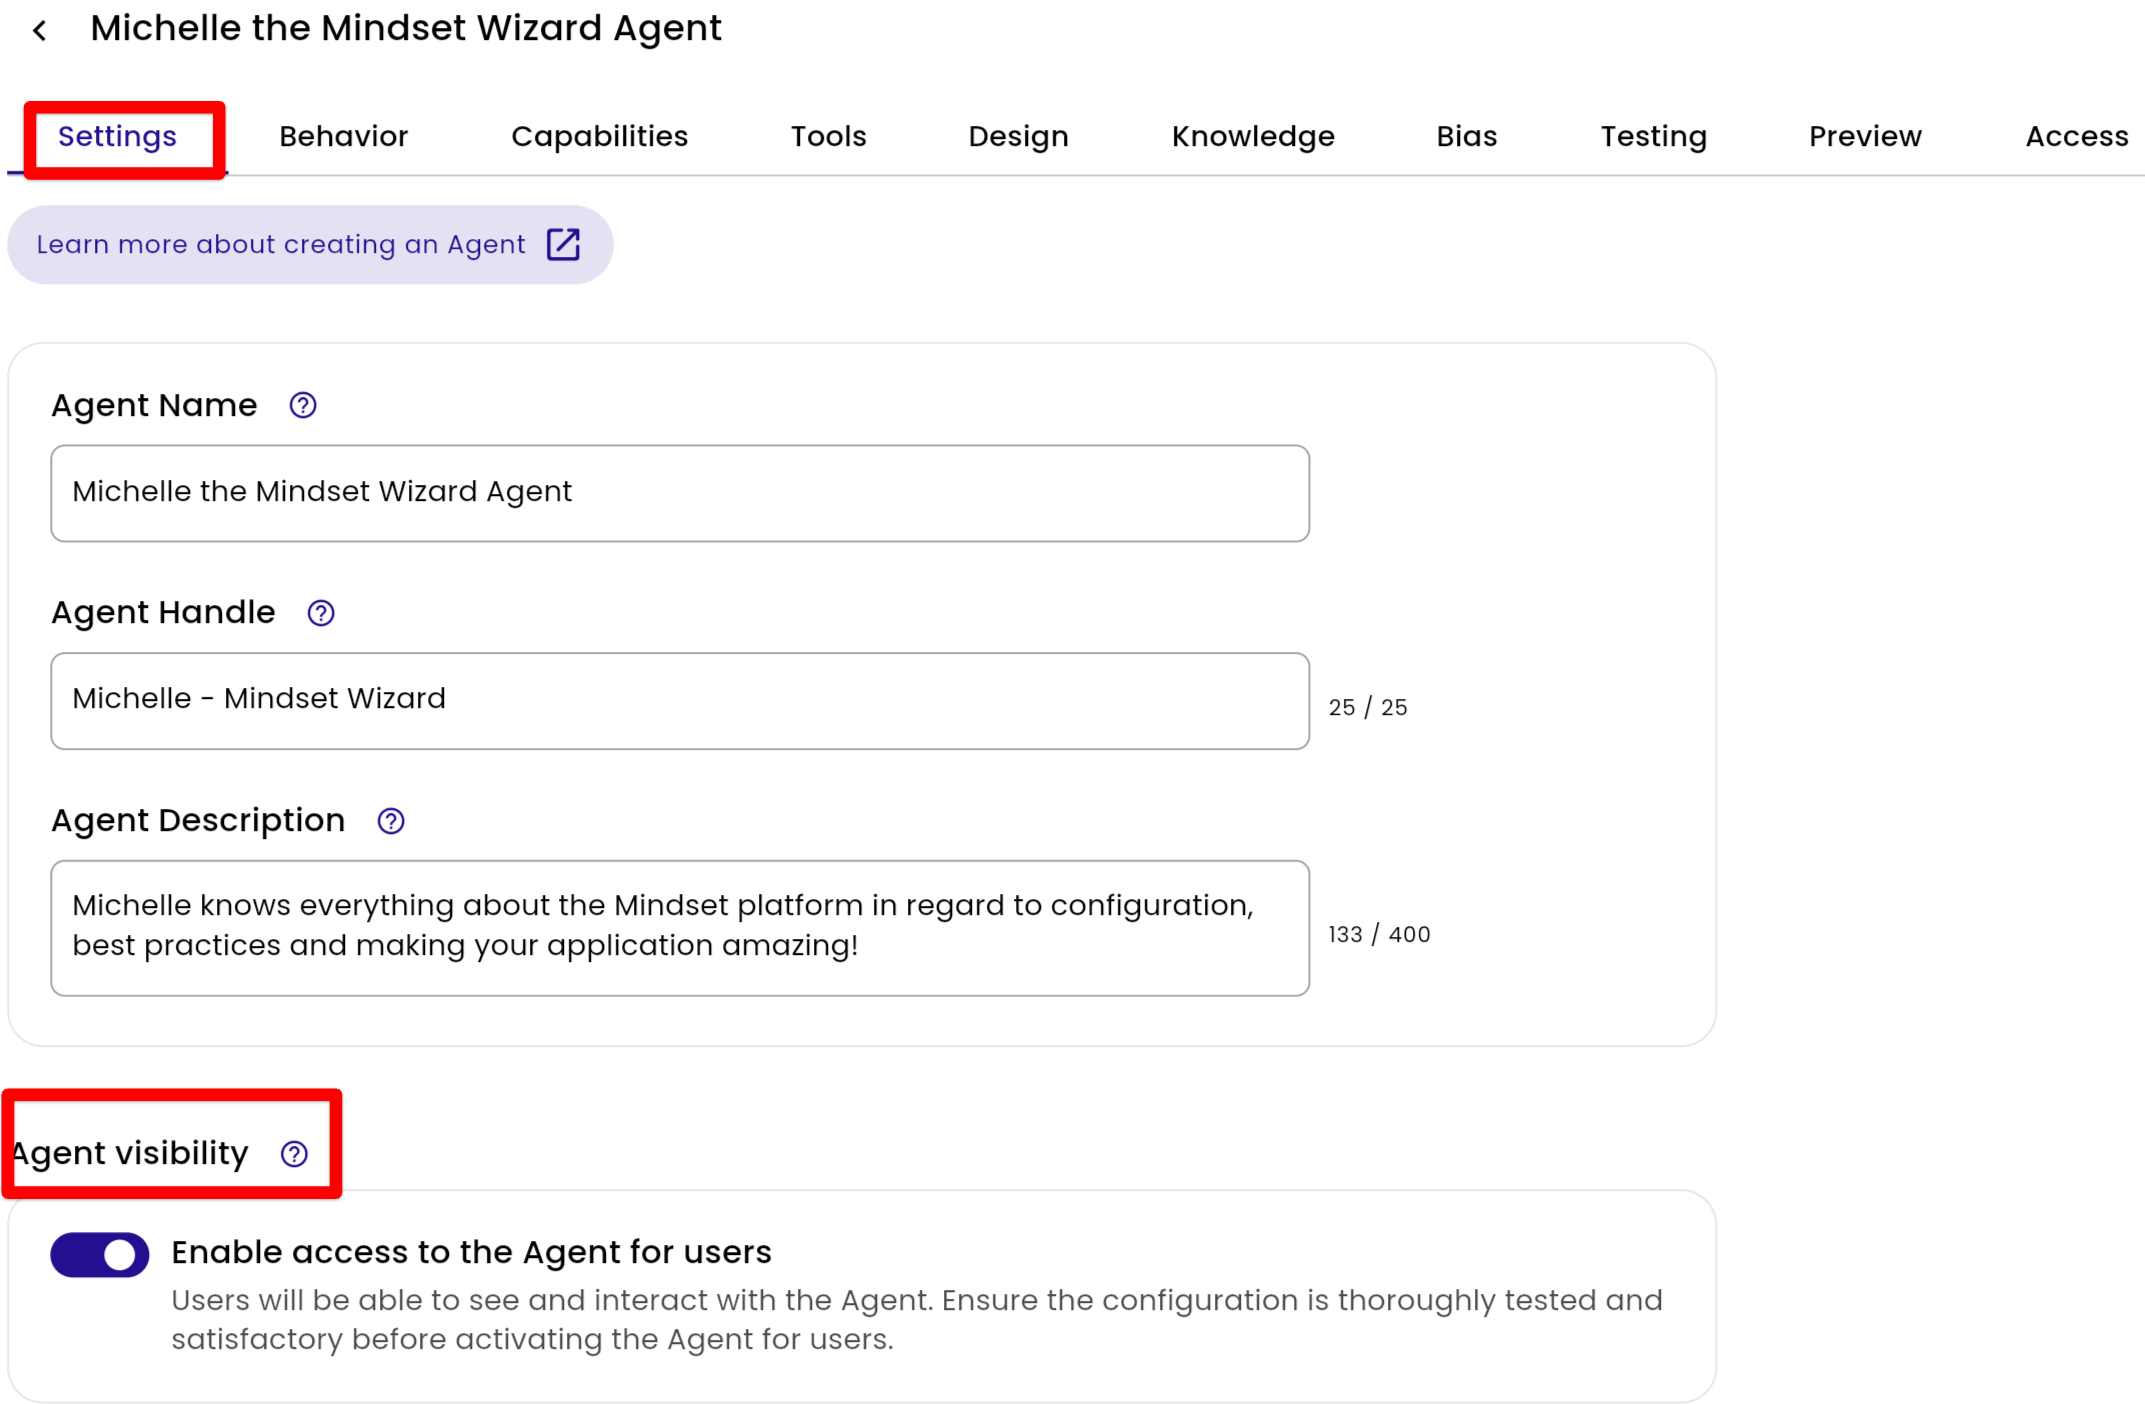 Michelle the Mindset Wizard Agent
Settings Behavior Capabilities Tools Design Knowledge Bias Testing Preview Access
Learn more about creating an Agent
Agent Name
Michelle the Mindset Wizard Agent
Agent Handle
Michelle - Mindset Wizard
25 / 25
Agent Description
Michelle knows everything about the Mindset platform in regard to configuration,
best practices and making your application amazing!
133 / 400
Agent visibility
Enable access to the Agent for users
Users will be able to see and interact with the Agent. Ensure the configuration is thoroughly tested and
satisfactory before activating the Agent for users.